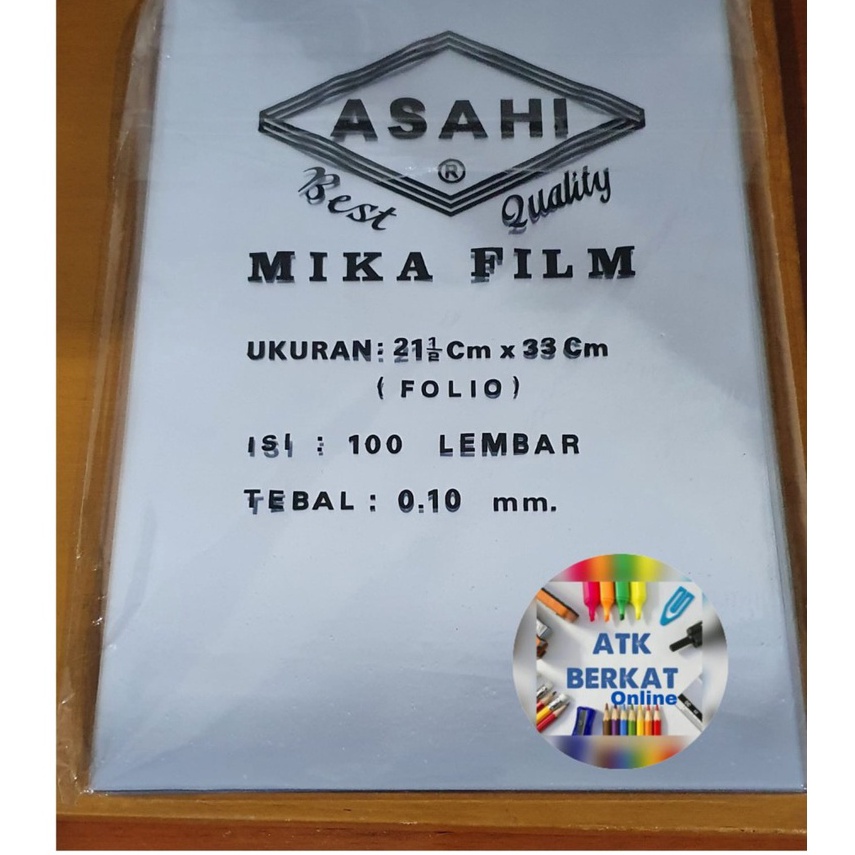 ASAHI
®
Best Quality
MIKA FILM
UKURAN: 21½ Cm x 33 Cm
( FOLIO )
ISI : 100 LEMBAR
TEBAL : 0.10 mm.
ATK
BERKAT
Online